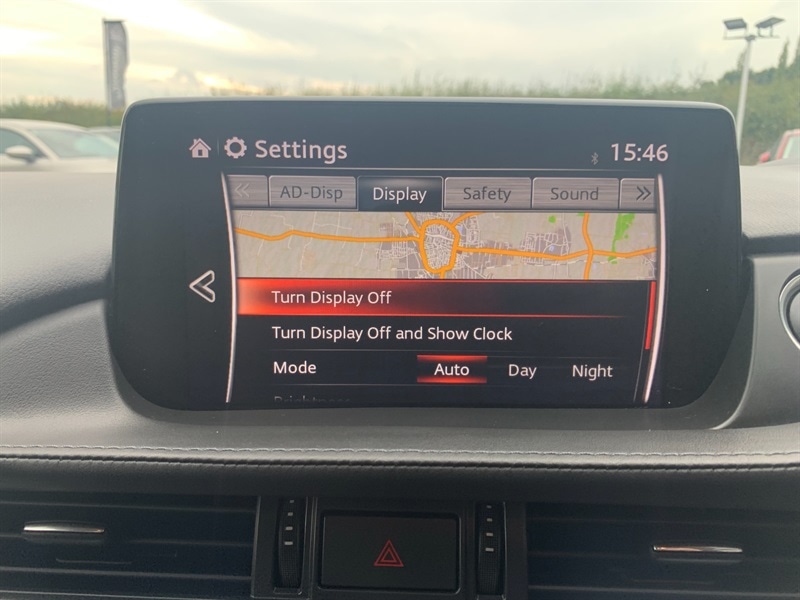 Settings 15:46
AD-Disp Display Safety Sound
Turn Display Off
Turn Display Off and Show Clock
Mode Auto Day Night
Brightness